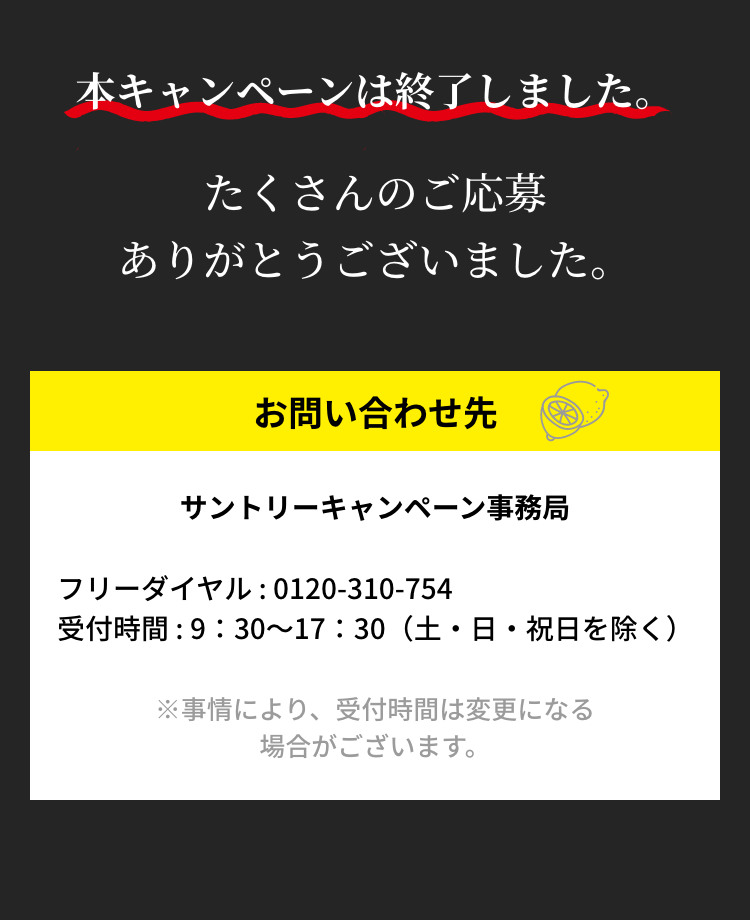 本キャンペーンは終了しました。
たくさんのご応募
ありがとうございました。
お問い合わせ先
サントリーキャンペーン事務局
フリーダイヤル : 0120-310-754
受付時間 : 9：30〜17：30（土・日・祝日を除く）
※事情により、受付時間は変更になる
場合がございます。